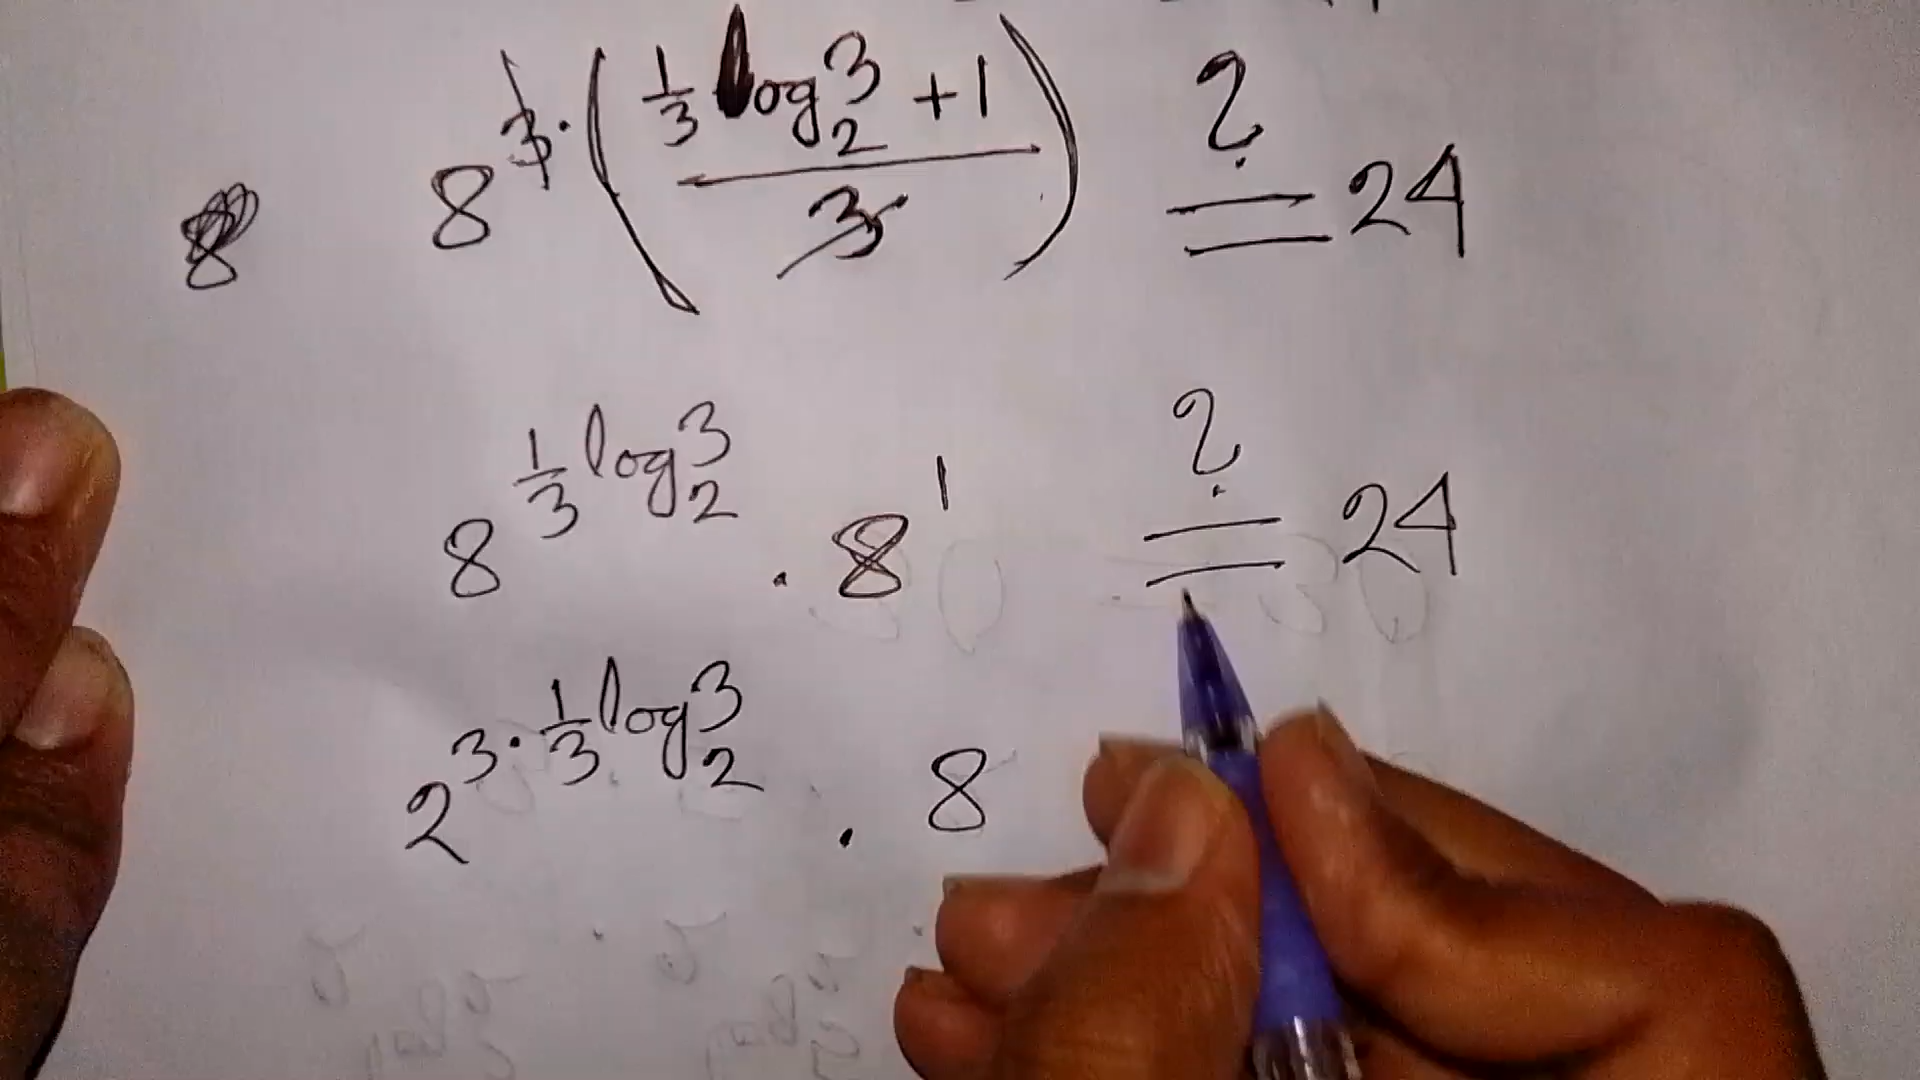 8^{3·((1/3 log_2 3 + 1)/3)} ?= 24
8
8^{1/3 log_2 3} · 8^1 ?= 24
2^{3·1/3 log_2 3} · 8